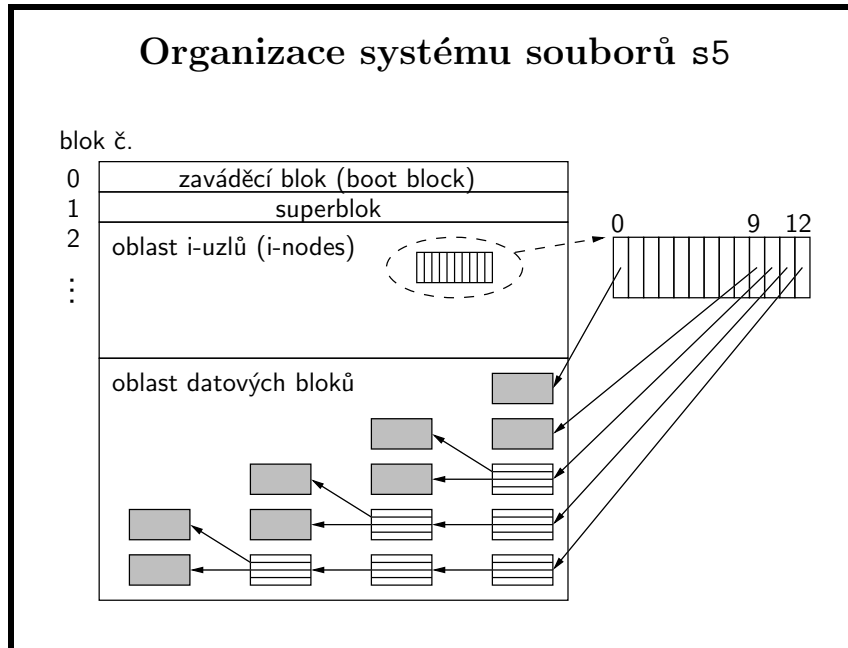 Organizace systému souborů s5
blok č.
0 zaváděcí blok (boot block)
1 superblok
2 oblast i-uzlů (i-nodes)
⋮
0 9 12
oblast datových bloků